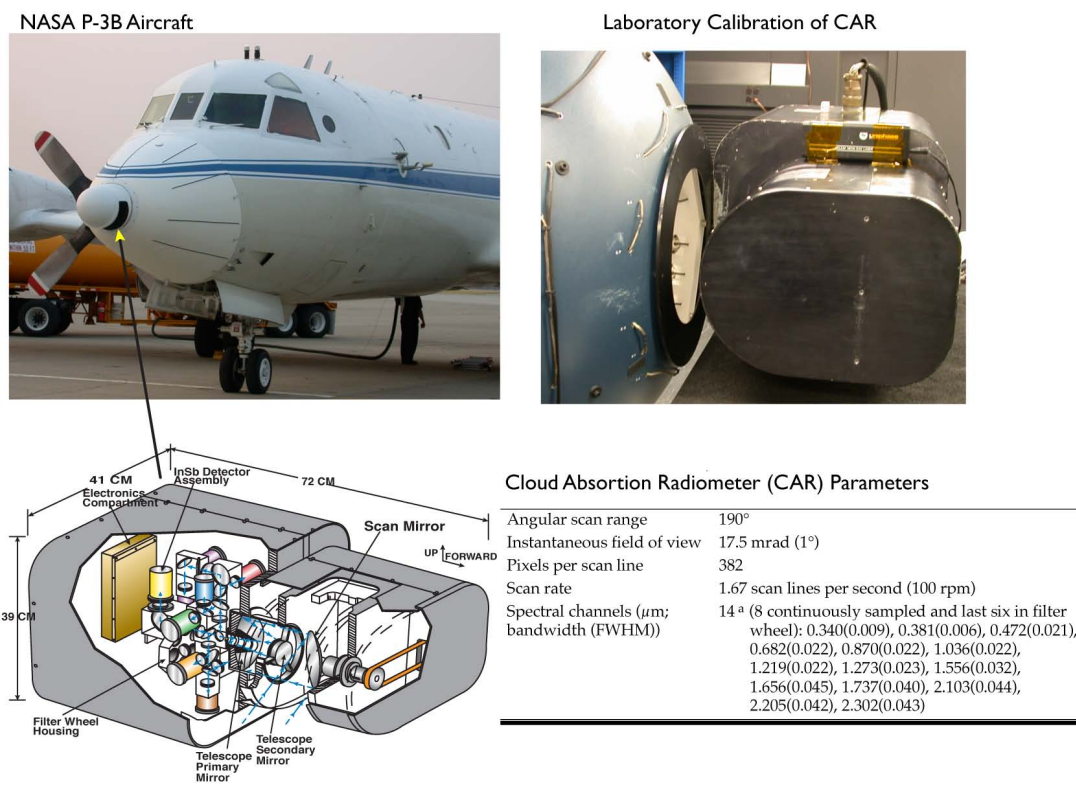 NASA P-3B Aircraft
Laboratory Calibration of CAR
41 CM
Electronics
Compartment
InSb Detector
Assembly
72 CM
Scan Mirror
UP
FORWARD
39 CM
Filter Wheel
Housing
Telescope
Primary
Mirror
Telescope
Secondary
Mirror
Cloud Absortion Radiometer (CAR) Parameters
Angular scan range 190°
Instantaneous field of view 17.5 mrad (1°)
Pixels per scan line 382
Scan rate 1.67 scan lines per second (100 rpm)
Spectral channels (μm; 14 ª (8 continuously sampled and last six in filter
bandwidth (FWHM)) wheel): 0.340(0.009), 0.381(0.006), 0.472(0.021),
0.682(0.022), 0.870(0.022), 1.036(0.022),
1.219(0.022), 1.273(0.023), 1.556(0.032),
1.656(0.045), 1.737(0.040), 2.103(0.044),
2.205(0.042), 2.302(0.043)